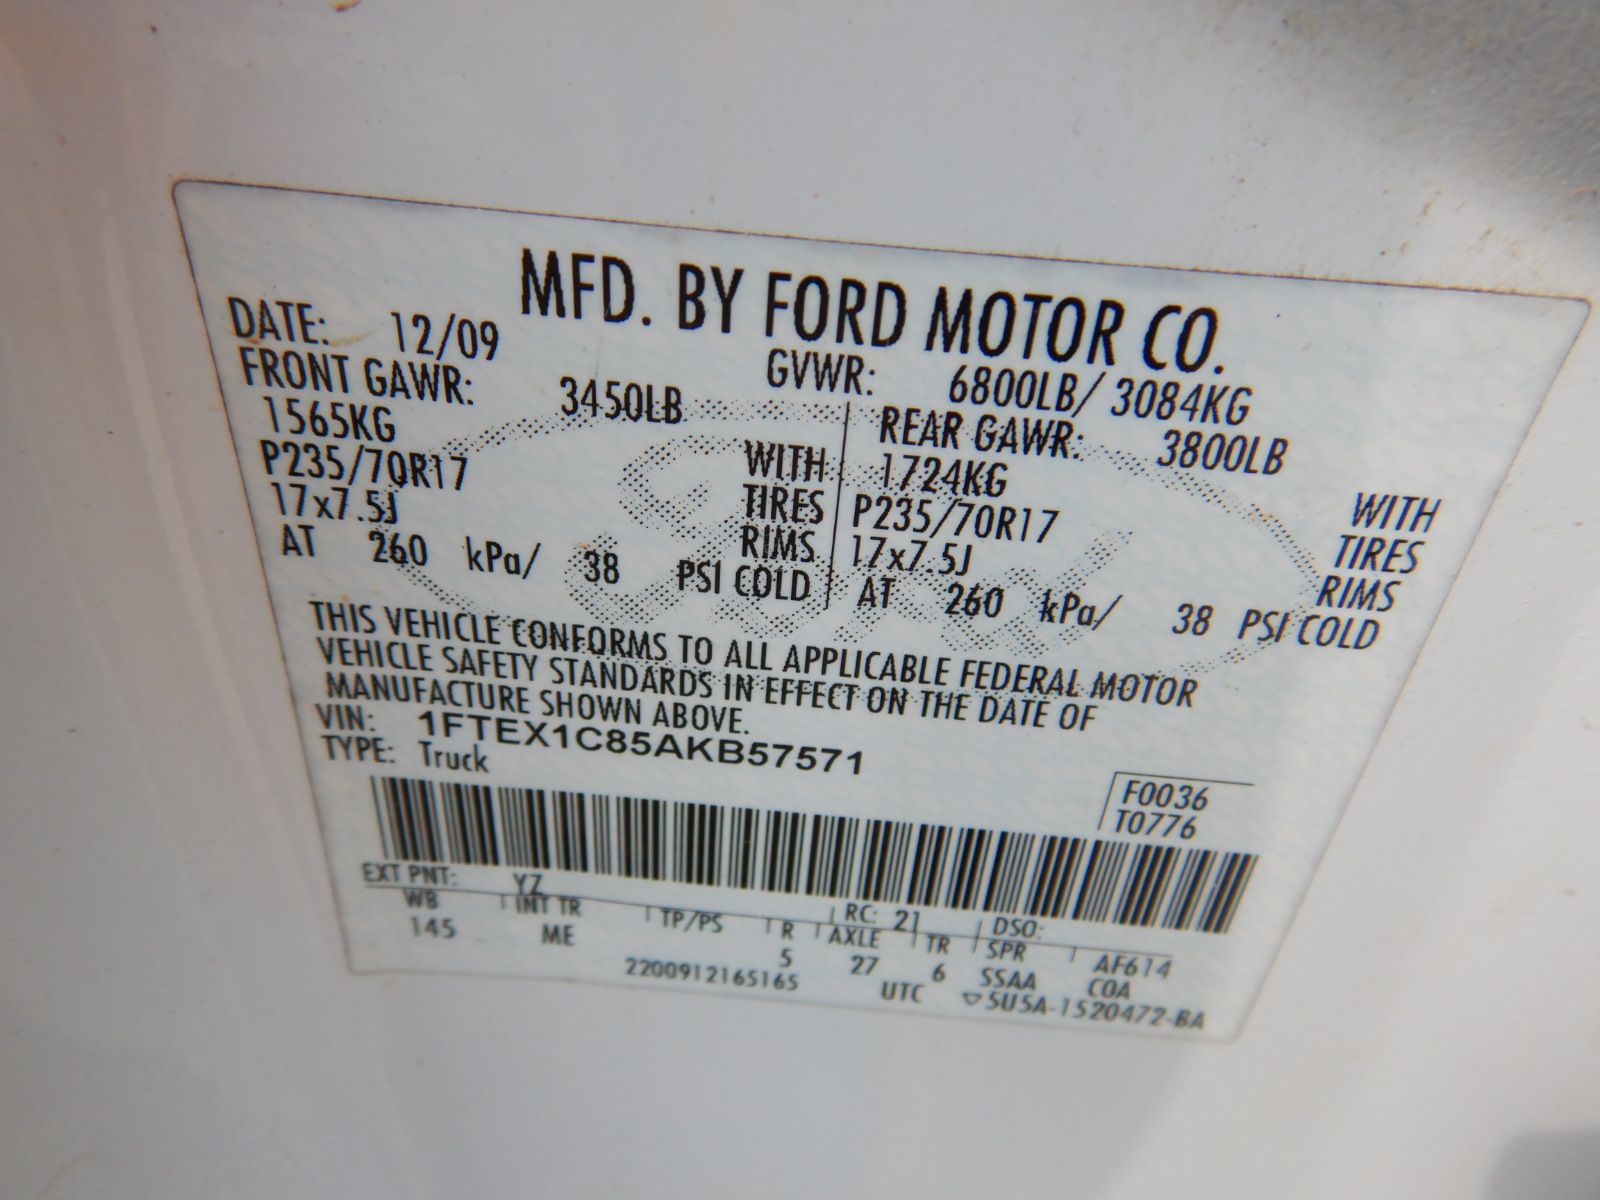 MFD. BY FORD MOTOR CO.
DATE: 12/09 GVWR: 6800LB/ 3084KG
FRONT GAWR: 3450LB REAR GAWR: 3800LB
1565KG WITH 1724KG WITH
P235/70R17 TIRES P235/70R17 TIRES
17x7.5J RIMS 17x7.5J RIMS
AT 260 kPa/ 38 PSI COLD AT 260 kPa/ 38 PSI COLD
THIS VEHICLE CONFORMS TO ALL APPLICABLE FEDERAL MOTOR
VEHICLE SAFETY STANDARDS IN EFFECT ON THE DATE OF
MANUFACTURE SHOWN ABOVE.
VIN: 1FTEX1C85AKB57571
TYPE: Truck
F0036
T0776
EXT PNT: YZ RC: 21 DSO:
WB INT TR TP/PS R AXLE TR SPR AF614
145 ME 5 27 6 SSAA COA
2200912165165 UTC ▽5U5A-1520472-BA